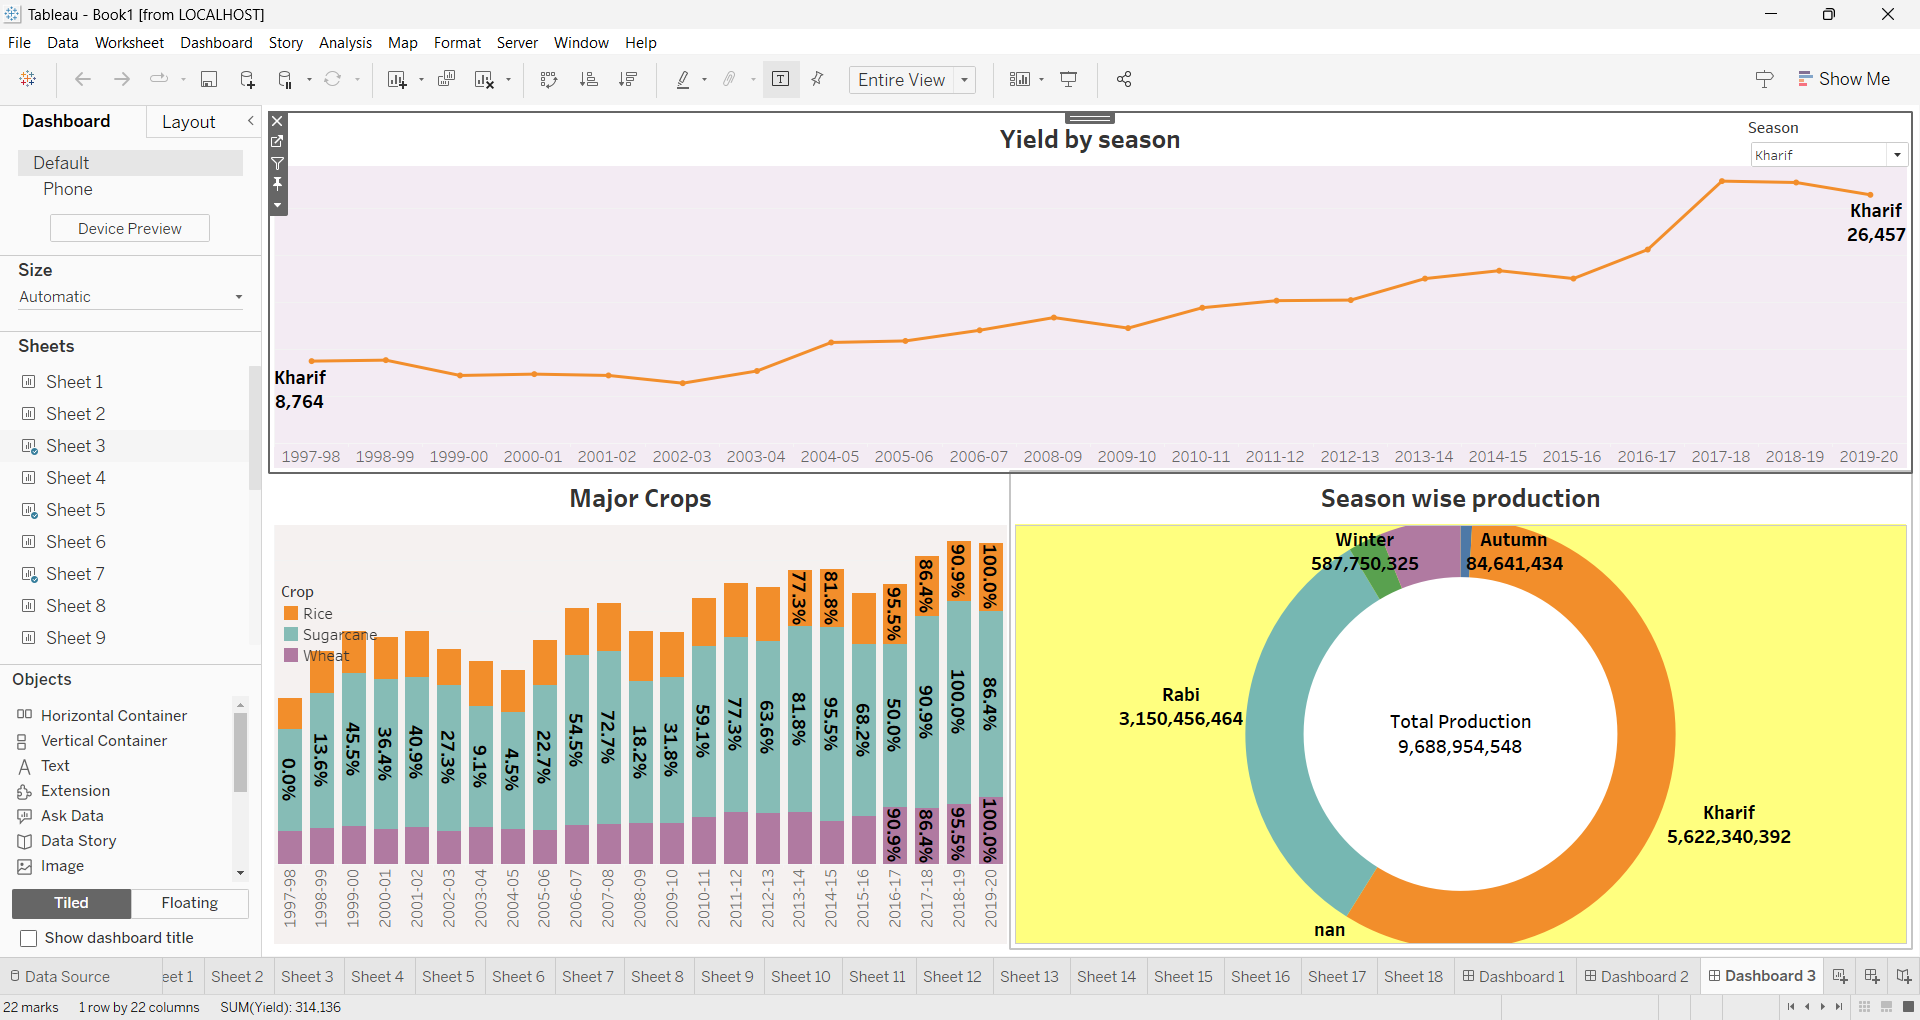 Tableau - Book1 [from LOCALHOST]
File Data Worksheet Dashboard Story Analysis Map Format Server Window Help
Entire View
Show Me
Dashboard Layout
Default
Phone
Device Preview
Size
Automatic
Sheets
Sheet 1
Sheet 2
Sheet 3
Sheet 4
Sheet 5
Sheet 6
Sheet 7
Sheet 8
Sheet 9
Objects
Horizontal Container
Vertical Container
Text
Extension
Ask Data
Data Story
Image
Tiled Floating
Show dashboard title
Yield by season
Season
Kharif
Kharif
26,457
Kharif
8,764
1997-98 1998-99 1999-00 2000-01 2001-02 2002-03 2003-04 2004-05 2005-06 2006-07 2008-09 2009-10 2010-11 2011-12 2012-13 2013-14 2014-15 2015-16 2016-17 2017-18 2018-19 2019-20
Major Crops
Crop
Rice
Sugarcane
Wheat
77.3% 81.8% 95.5% 86.4% 90.9% 100.0%
0.0% 13.6% 45.5% 36.4% 40.9% 27.3% 9.1% 4.5% 22.7% 54.5% 72.7% 18.2% 31.8% 59.1% 77.3% 63.6% 81.8% 95.5% 68.2% 50.0% 90.9% 100.0% 86.4%
90.9% 86.4% 95.5% 100.0%
1997-98 1998-99 1999-00 2000-01 2001-02 2002-03 2003-04 2004-05 2005-06 2006-07 2007-08 2008-09 2009-10 2010-11 2011-12 2012-13 2013-14 2014-15 2015-16 2016-17 2017-18 2018-19 2019-20
Season wise production
Winter
587,750,325
Autumn
84,641,434
Rabi
3,150,456,464
Total Production
9,688,954,548
Kharif
5,622,340,392
nan
Data Source eet 1 Sheet 2 Sheet 3 Sheet 4 Sheet 5 Sheet 6 Sheet 7 Sheet 8 Sheet 9 Sheet 10 Sheet 11 Sheet 12 Sheet 13 Sheet 14 Sheet 15 Sheet 16 Sheet 17 Sheet 18 Dashboard 1 Dashboard 2 Dashboard 3
22 marks 1 row by 22 columns SUM(Yield): 314,136